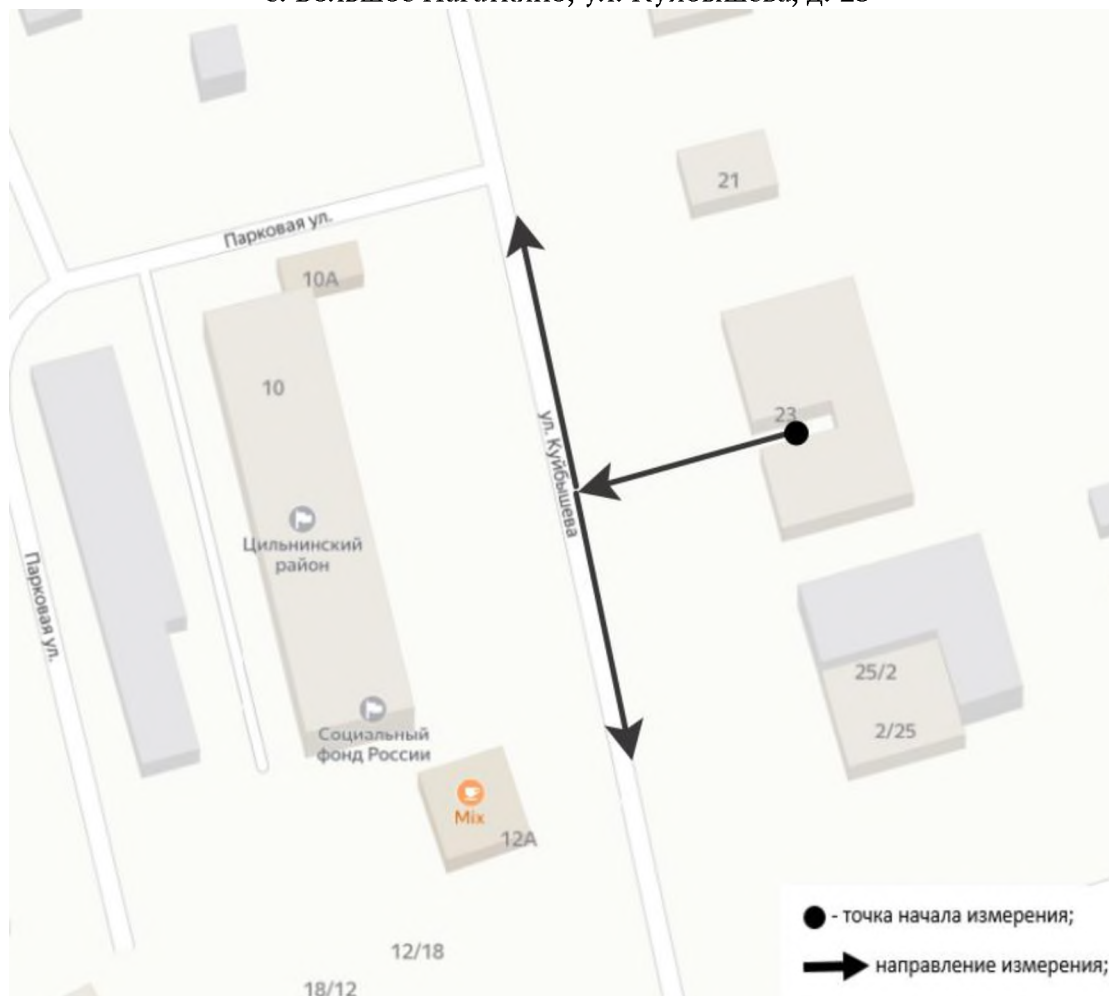 с. Большое Нагаткино, ул. Куйбышева, д. 23
21
Парковая ул.
10А
10
23
ул. Куйбышева
Цильнинский
район
Парковая ул.
25/2
2/25
Социальный
фонд России
Mix
12А
12/18
18/12
- точка начала измерения;
направление измерения;